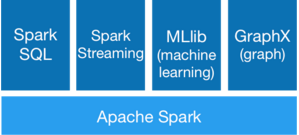 Spark
SQL
Spark
Streaming
MLlib
(machine
learning)
GraphX
(graph)
Apache Spark